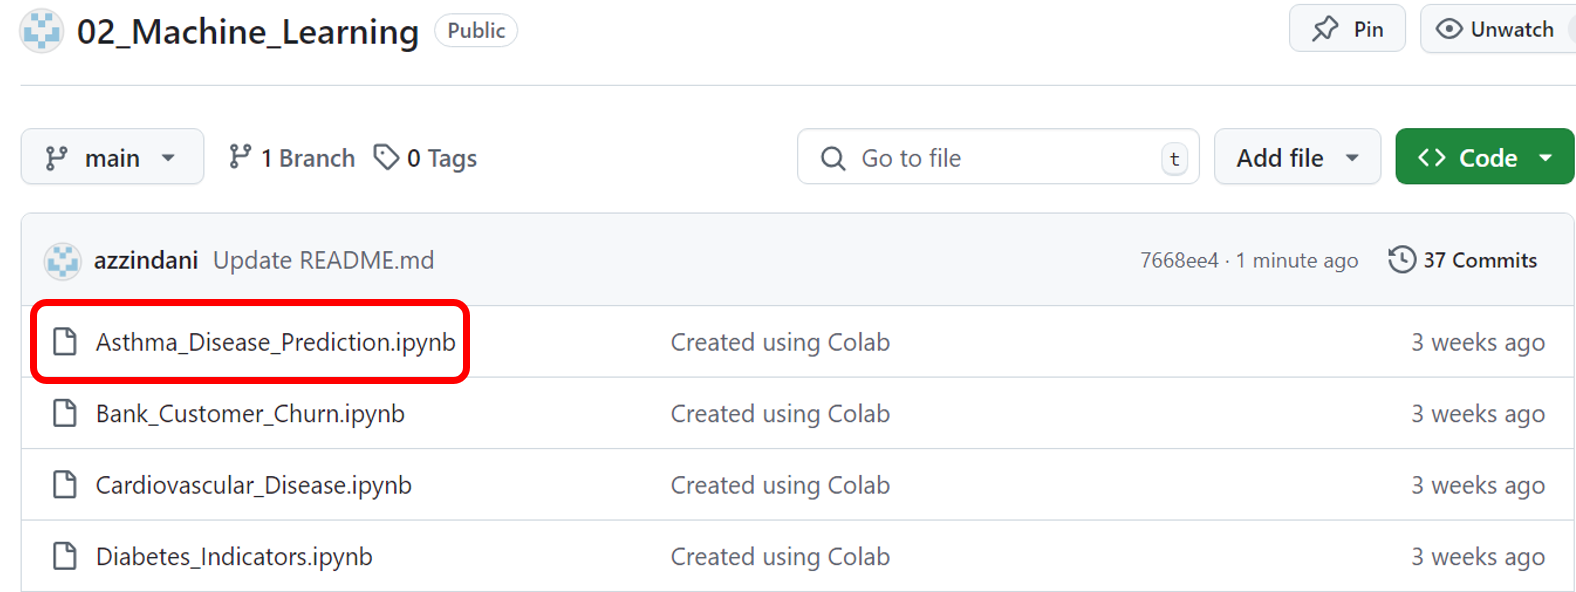 02_Machine_Learning Public Pin Unwatch
main 1 Branch 0 Tags Go to file t Add file Code
azzindani Update README.md 7668ee4 · 1 minute ago 37 Commits
Asthma_Disease_Prediction.ipynb Created using Colab 3 weeks ago
Bank_Customer_Churn.ipynb Created using Colab 3 weeks ago
Cardiovascular_Disease.ipynb Created using Colab 3 weeks ago
Diabetes_Indicators.ipynb Created using Colab 3 weeks ago